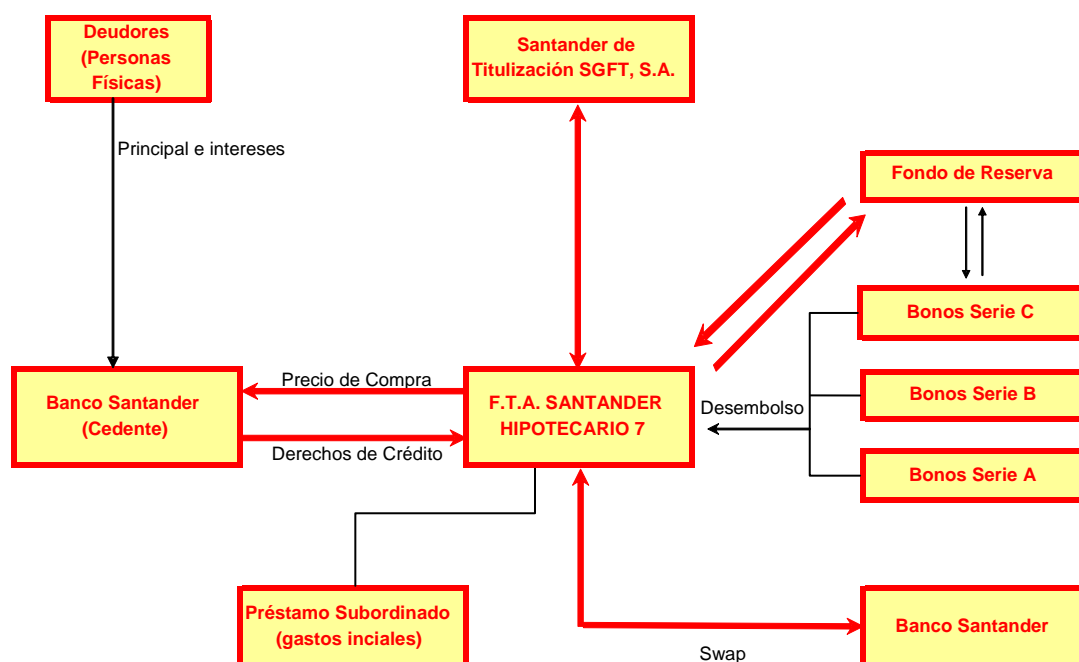 Deudores
(Personas
Físicas)
Santander de
Titulización SGFT, S.A.
Principal e intereses
Fondo de Reserva
Bonos Serie C
Precio de Compra
Banco Santander
(Cedente)
F.T.A. SANTANDER
HIPOTECARIO 7
Desembolso
Bonos Serie B
Derechos de Crédito
Bonos Serie A
Préstamo Subordinado
(gastos inciales)
Banco Santander
Swap